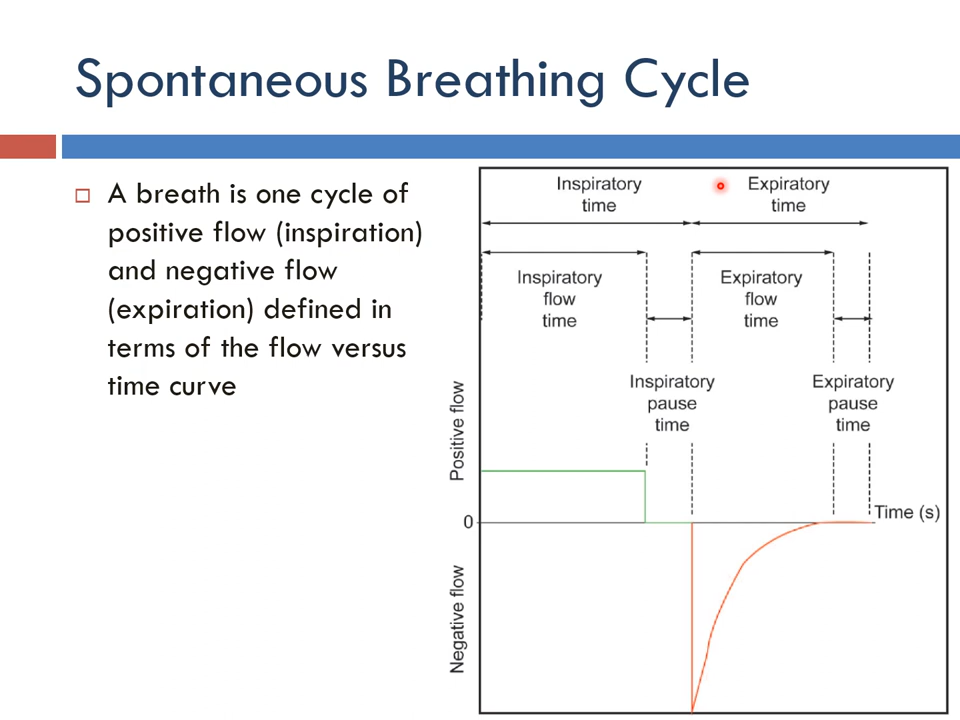 Spontaneous Breathing Cycle
A breath is one cycle of
positive flow (inspiration)
and negative flow
(expiration) defined in
terms of the flow versus
time curve
Inspiratory
time
Expiratory
time
Inspiratory
flow
time
Expiratory
flow
time
Inspiratory
pause
time
Expiratory
pause
time
Positive flow
0
Time (s)
Negative flow